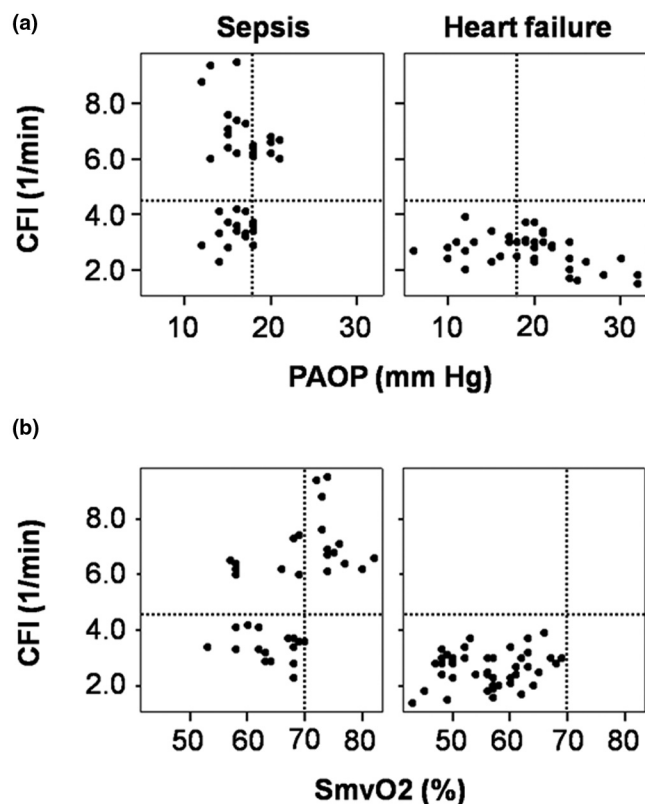 (a)
Sepsis
Heart failure
CFI (1/min)
8.0
6.0
4.0
2.0
10 20 30 10 20 30
PAOP (mm Hg)
(b)
CFI (1/min)
8.0
6.0
4.0
2.0
50 60 70 80 50 60 70 80
SmvO2 (%)